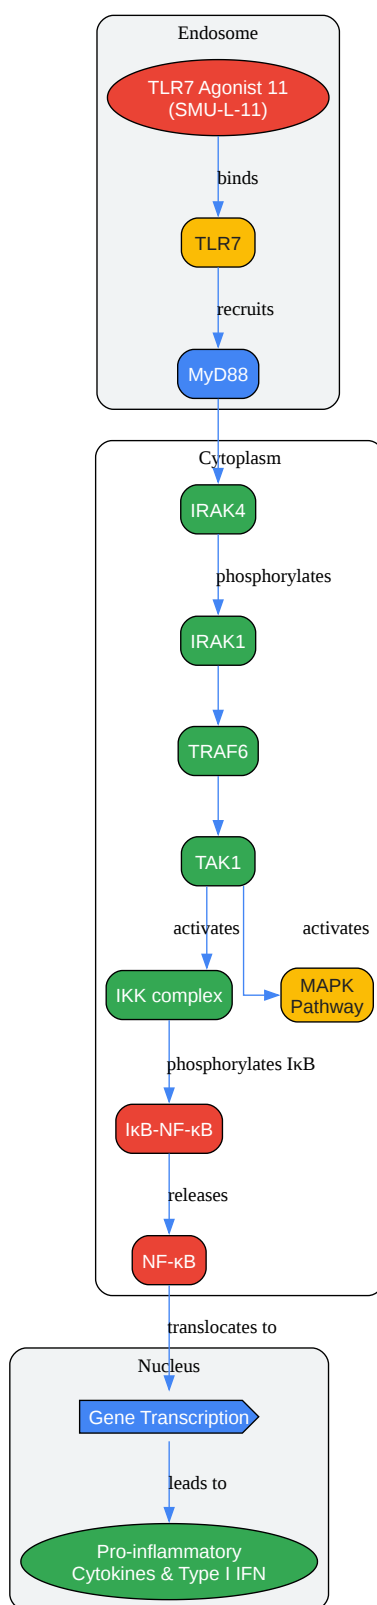 Endosome
TLR7 Agonist 11
(SMU-L-11)
binds
TLR7
recruits
MyD88
Cytoplasm
IRAK4
phosphorylates
IRAK1
TRAF6
TAK1
activates
activates
IKK complex
MAPK
Pathway
phosphorylates IκB
IκB-NF-κB
releases
NF-κB
translocates to
Nucleus
Gene Transcription
leads to
Pro-inflammatory
Cytokines & Type I IFN